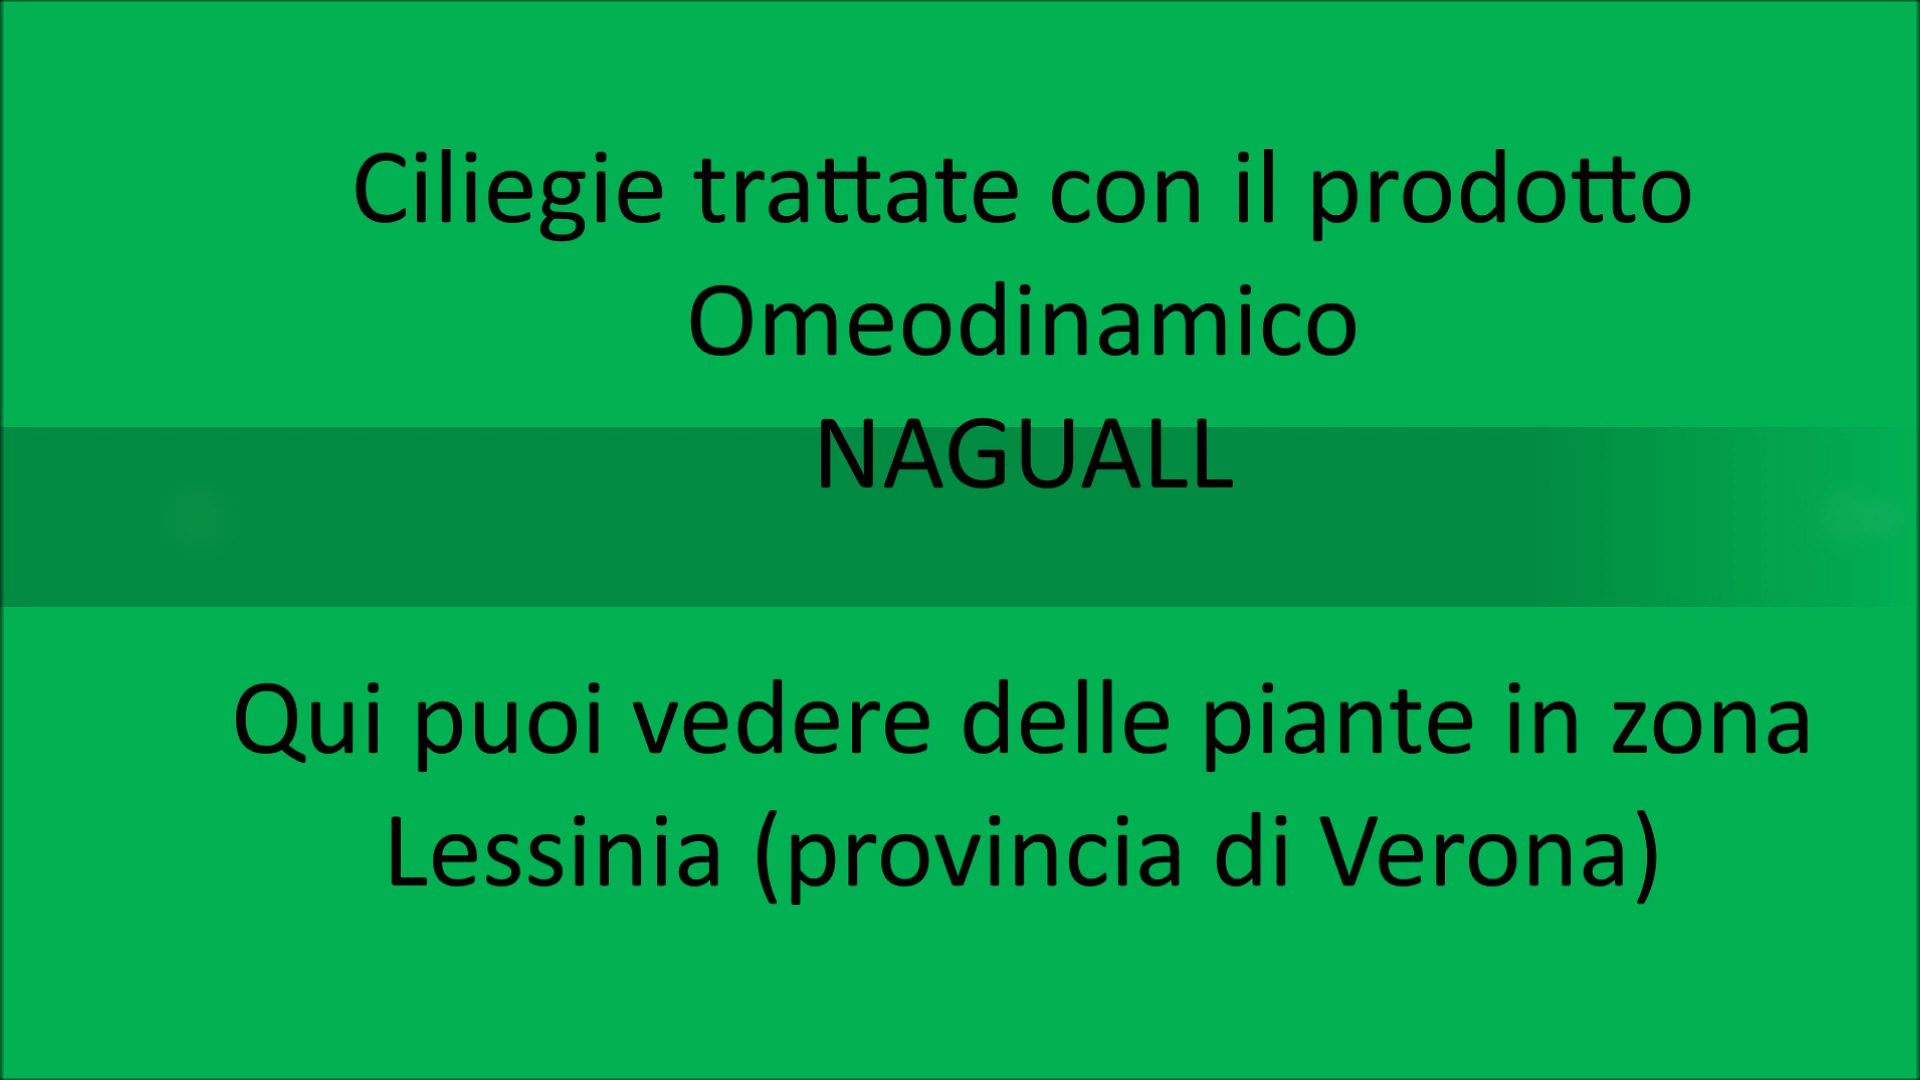 Ciliegie trattate con il prodotto
Omeodinamico
NAGUALL
Qui puoi vedere delle piante in zona
Lessinia (provincia di Verona)